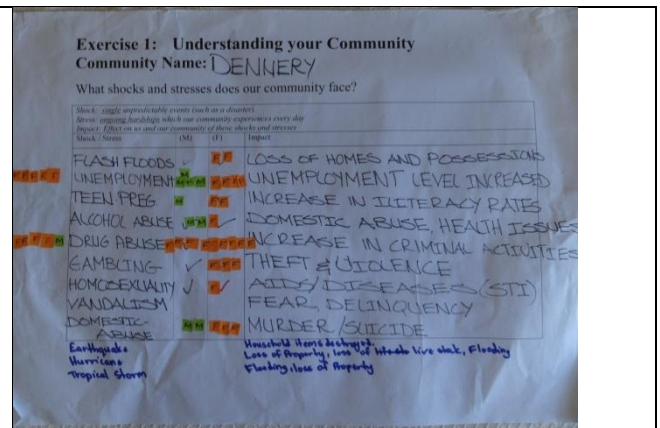 Exercise 1: Understanding your Community
Community Name: DENNERY
What shocks and stresses does our community face?
Shock: single unpredictable events (such as a disaster)
Stress: ongoing hardships which our community experiences every day
Impact: Effect on us and our community of these shocks and stresses
Shock / Stress (M) (F) Impact
FLASH FLOODS ✓ F F LOSS OF HOMES AND POSSESSIONS
UNEMPLOYMENT UNEMPLOYMENT LEVEL INCREASED
TEEN PREG M INCREASE IN ILITERACY RATES
ALCOHOL ABUSE DOMESTIC ABUSE, HEALTH ISSUES
DRUG ABUSE INCREASE IN CRIMINAL ACTIVITIES
GAMBLING ✓ F F F THEFT & VIOLENCE
HOMOSEXUALITY ✓ AIDS/DISEASES (STI)
VANDALISM FEAR, DELINQUENCY
DOMESTIC ABUSE M M F F F MURDER/SUICIDE
Earthquake Household Items destroyed.
Hurricane Loss of Property, loss of live stok, Flooding
Tropical Storm Flooding, loss of Property